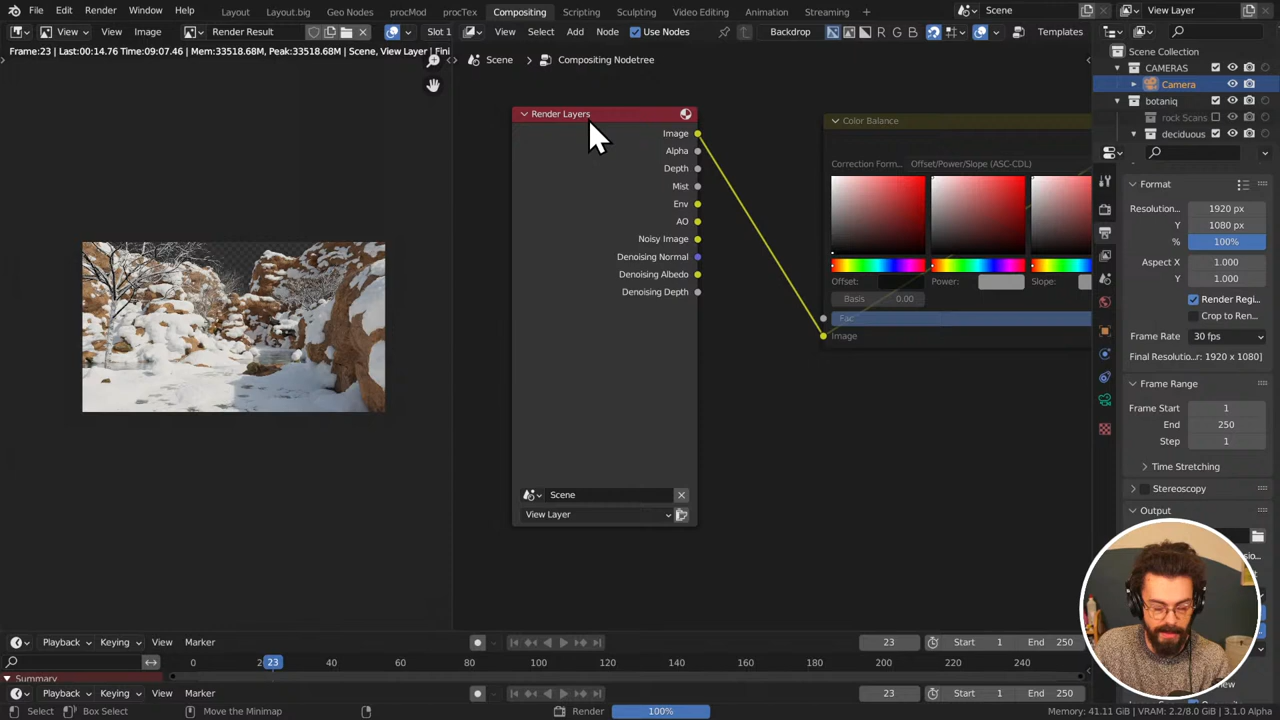 File Edit Render Window Help Layout Layout.big Geo Nodes procMod procTex Compositing Scripting Sculpting Video Editing Animation Streaming + Scene View Layer
View View Image Render Result Slot 1 View Select Add Node Use Nodes Backdrop R G B Templates
Frame:23 | Last:00:14.76 Time:09:07.46 | Mem:33518.68M, Peak:33518.68M | Scene, View Layer | Fini
Scene > Compositing Nodetree
Scene Collection
CAMERAS
Camera
botaniq
rock Scans
deciduous
Render Layers
Image
Alpha
Depth
Mist
Env
AO
Noisy Image
Denoising Normal
Denoising Albedo
Denoising Depth
Scene
View Layer
Color Balance
Correction Form... Offset/Power/Slope (ASC-CDL)
Offset: Power: Slope:
Basis 0.00
Fac
Image
Format
Resolution... 1920 px
Y 1080 px
% 100%
Aspect X 1.000
Y 1.000
Render Regi...
Crop to Ren...
Frame Rate 30 fps
Final Resolutio...r: 1920 x 1080]
Frame Range
Frame Start 1
End 250
Step 1
Time Stretching
Stereoscopy
Output
Playback Keying View Marker 23 Start 1 End 250
0 40 60 80 100 120 140 160 180 200 220 240
23
Summary
Playback Keying View Marker 23 Start 1 End 250
Select Box Select Move the Minimap Render 100% Memory: 41.11 GiB | VRAM: 2.2/8.0 GiB | 3.1.0 Alpha